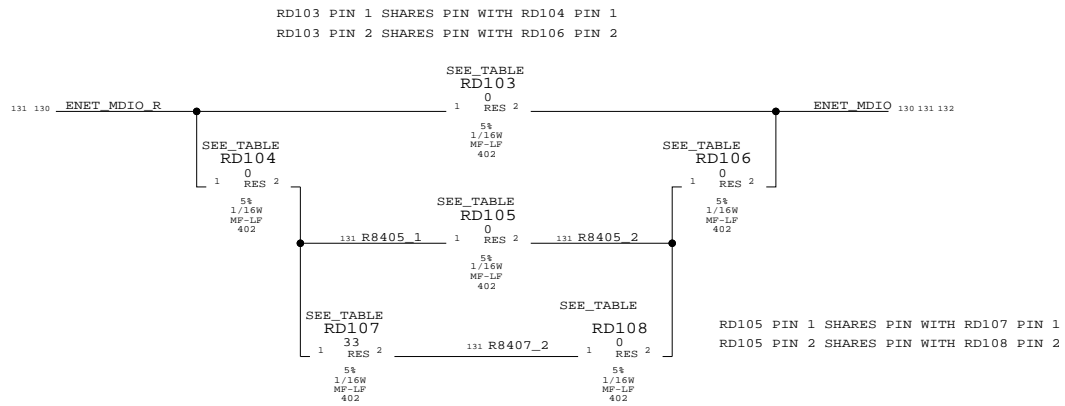 RD103 PIN 1 SHARES PIN WITH RD104 PIN 1
RD103 PIN 2 SHARES PIN WITH RD106 PIN 2
SEE_TABLE
RD103
0
131 130 ENET_MDIO_R
1 RES 2
ENET_MDIO 130 131 132
5%
1/16W
MF-LF
402
SEE_TABLE
RD104
0
1 RES 2
5%
1/16W
MF-LF
402
SEE_TABLE
RD106
0
1 RES 2
5%
1/16W
MF-LF
402
SEE_TABLE
RD105
0
131 R8405_1
1 RES 2
131 R8405_2
5%
1/16W
MF-LF
402
SEE_TABLE
RD107
33
1 RES 2
5%
1/16W
MF-LF
402
131 R8407_2
SEE_TABLE
RD108
0
1 RES 2
5%
1/16W
MF-LF
402
RD105 PIN 1 SHARES PIN WITH RD107 PIN 1
RD105 PIN 2 SHARES PIN WITH RD108 PIN 2